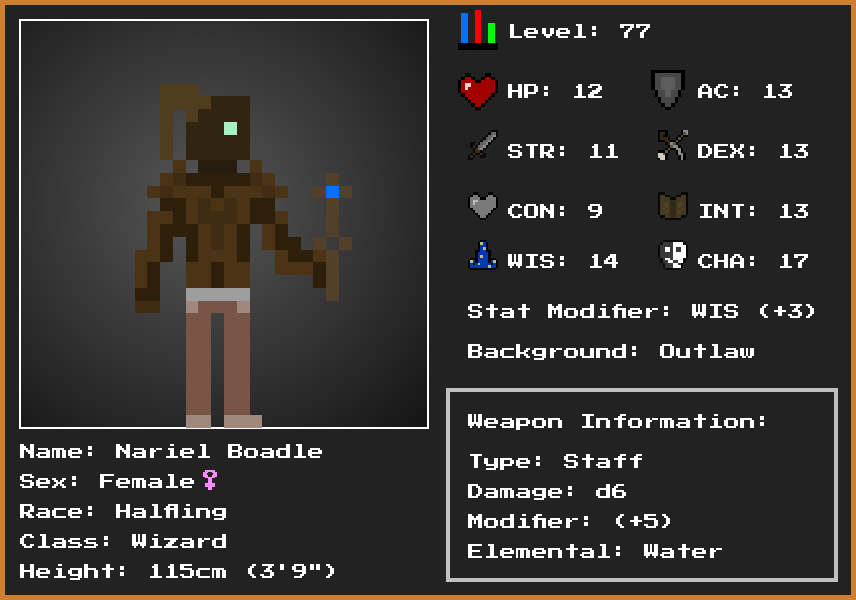 Level: 77
HP: 12
AC: 13
STR: 11
DEX: 13
CON: 9
INT: 13
WIS: 14
CHA: 17
Stat Modifier: WIS (+3)
Background: Outlaw
Weapon Information:
Type: Staff
Damage: d6
Modifier: (+5)
Elemental: Water
Name: Nariel Boadle
Sex: Female♀
Race: Halfling
Class: Wizard
Height: 115cm (3'9")